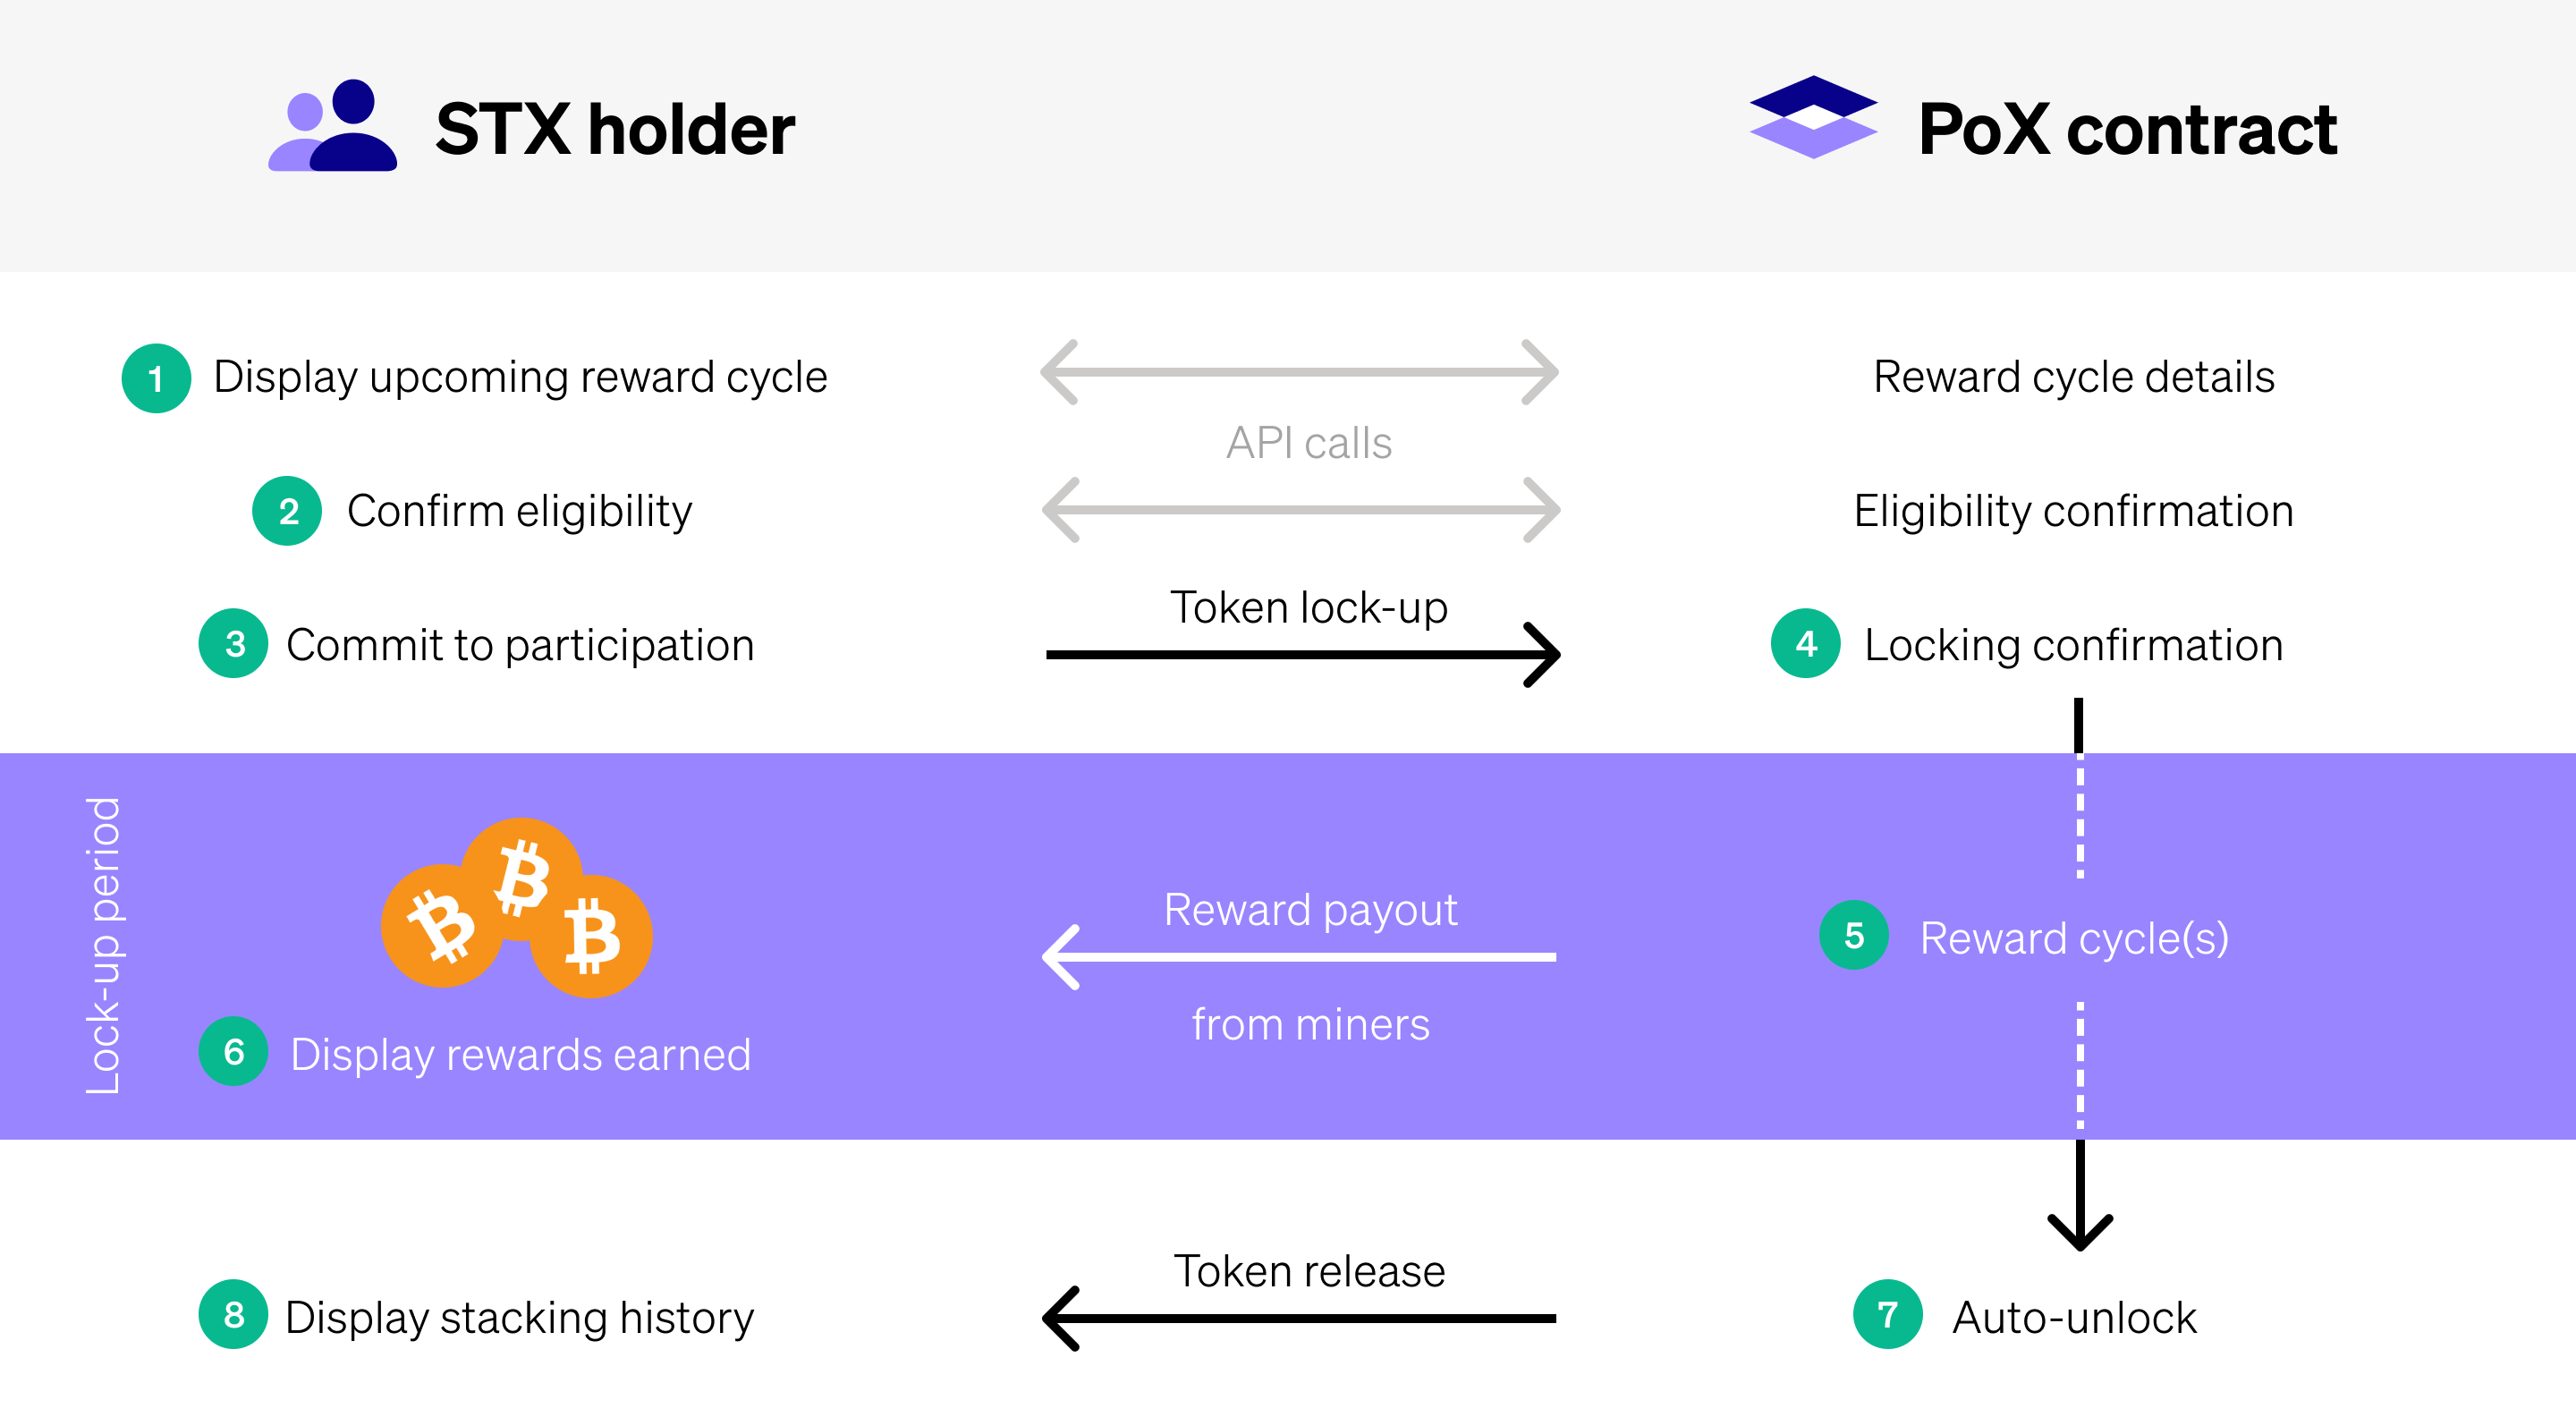 STX holder
PoX contract
1 Display upcoming reward cycle
Reward cycle details
API calls
2 Confirm eligibility
Eligibility confirmation
Token lock-up
3 Commit to participation
4 Locking confirmation
Lock-up period
Reward payout
from miners
5 Reward cycle(s)
6 Display rewards earned
Token release
7 Auto-unlock
8 Display stacking history